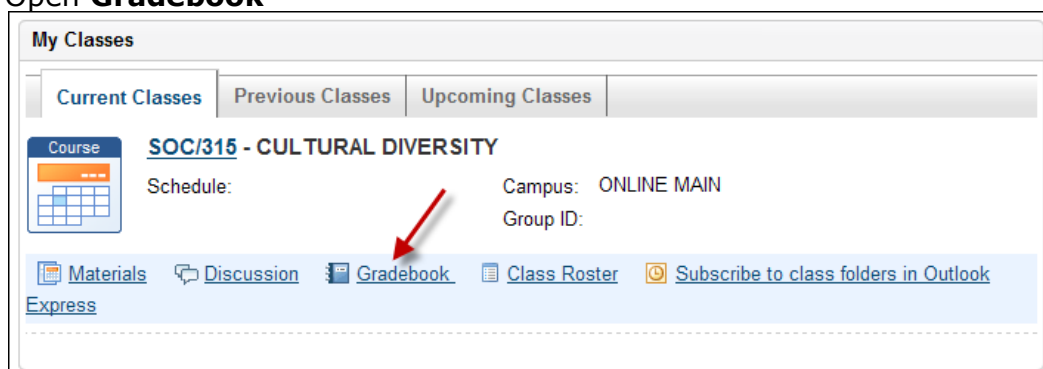 Open Gradebook
My Classes
Current Classes Previous Classes Upcoming Classes
Course
SOC/315 - CULTURAL DIVERSITY
Schedule: Campus: ONLINE MAIN
Group ID:
Materials Discussion Gradebook Class Roster Subscribe to class folders in Outlook
Express